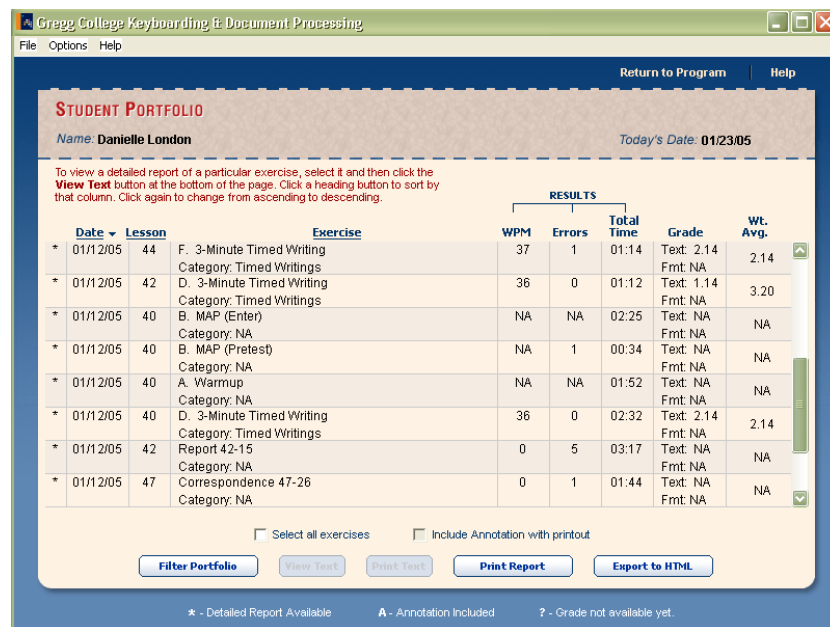 Gregg College Keyboarding & Document Processing
File Options Help
Return to Program Help
STUDENT PORTFOLIO
Name: Danielle London Today's Date: 01/23/05
To view a detailed report of a particular exercise, select it and then click the
View Text button at the bottom of the page. Click a heading button to sort by
that column. Click again to change from ascending to descending.
RESULTS
Date Lesson Exercise WPM Errors Total Time Grade Wt. Avg.
* 01/12/05 44 F. 3-Minute Timed Writing 37 1 01:14 Text: 2.14 2.14
Category: Timed Writings Fmt: NA
* 01/12/05 42 D. 3-Minute Timed Writing 36 0 01:12 Text: 1.14 3.20
Category: Timed Writings Fmt: NA
* 01/12/05 40 B. MAP (Enter) NA NA 02:25 Text: NA NA
Category: NA Fmt: NA
* 01/12/05 40 B. MAP (Pretest) NA 1 00:34 Text: NA NA
Category: NA Fmt: NA
* 01/12/05 40 A. Warmup NA NA 01:52 Text: NA NA
Category: NA Fmt: NA
* 01/12/05 40 D. 3-Minute Timed Writing 36 0 02:32 Text: 2.14 2.14
Category: Timed Writings Fmt: NA
* 01/12/05 42 Report 42-15 0 5 03:17 Text: NA NA
Category: NA Fmt: NA
* 01/12/05 47 Correspondence 47-26 0 1 01:44 Text: NA NA
Category: NA Fmt: NA
Select all exercises Include Annotation with printout
Filter Portfolio View Text Print Text Print Report Export to HTML
* - Detailed Report Available A - Annotation Included ? - Grade not available yet.